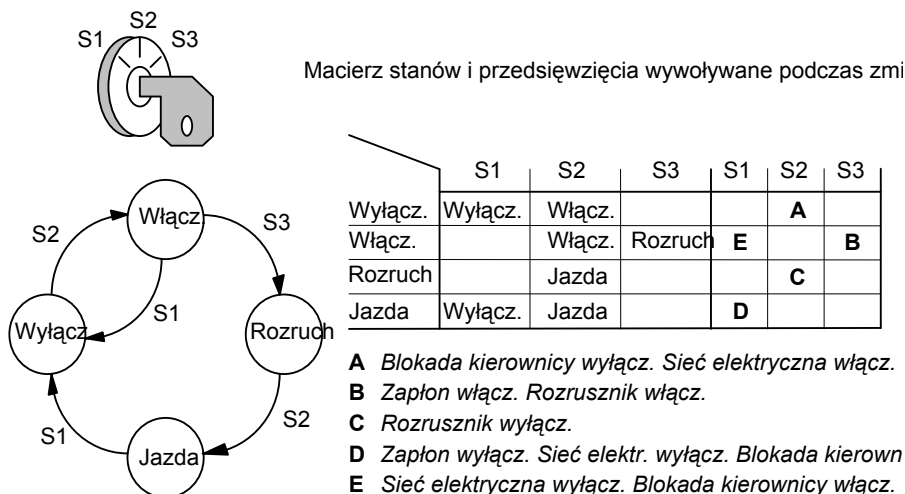 S2
S1 S3
Macierz stanów i przedsięwzięcia wywoływane podczas zmi
S1 S2 S3 S1 S2 S3
Wyłącz. Wyłącz. Włącz. A
Włącz. Włącz. Rozruch E B
Rozruch Jazda C
Jazda Wyłącz. Jazda D
Włącz.
S2
S3
S1
Wyłącz
Rozruch
S1
S2
Jazda
A Blokada kierownicy wyłącz. Sieć elektryczna włącz.
B Zapłon włącz. Rozrusznik włącz.
C Rozrusznik wyłącz.
D Zapłon wyłącz. Sieć elektr. wyłącz. Blokada kierown
E Sieć elektryczna wyłącz. Blokada kierownicy włącz.